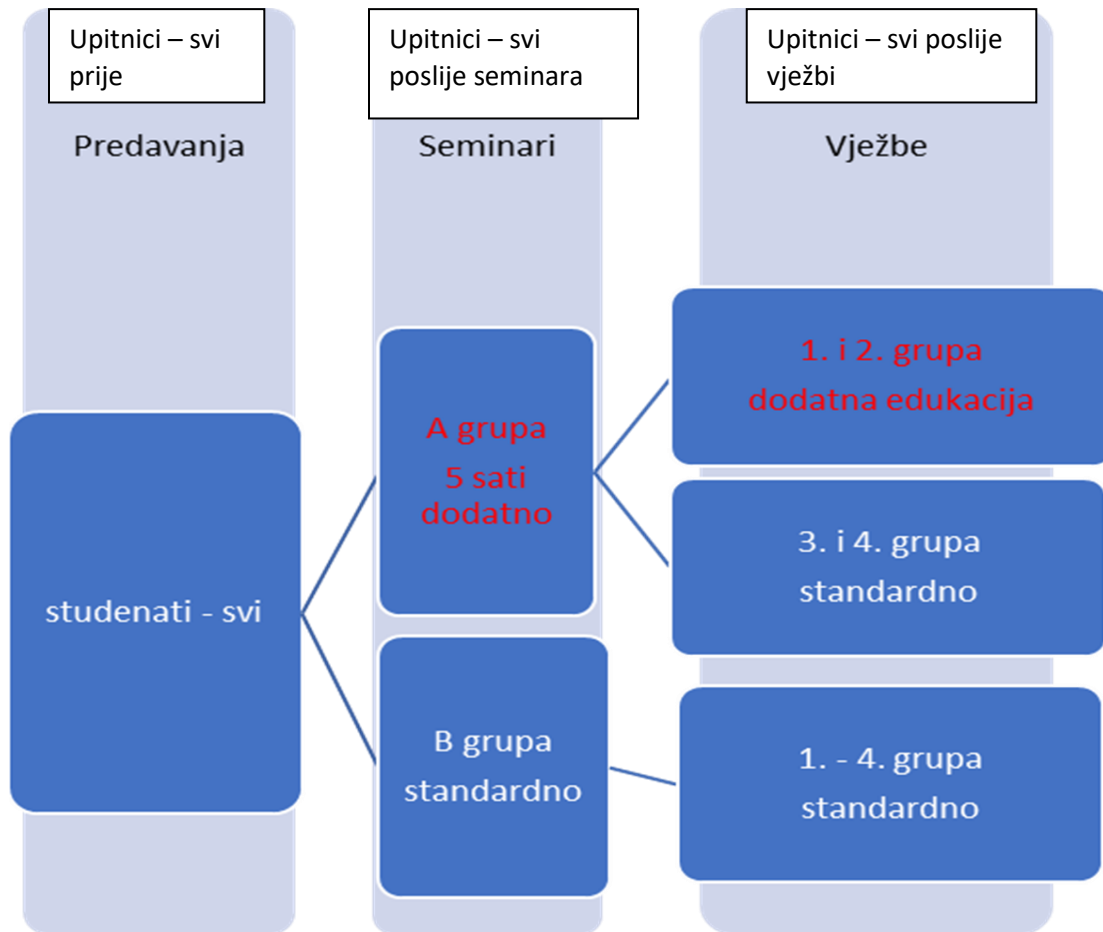 Upitnici – svi
prije
Upitnici – svi
poslije seminara
Upitnici – svi poslije
vježbi
Predavanja
Seminari
Vježbe
studenati - svi
A grupa
5 sati
dodatno
B grupa
standardno
1. i 2. grupa
dodatna edukacija
3. i 4. grupa
standardno
1. - 4. grupa
standardno